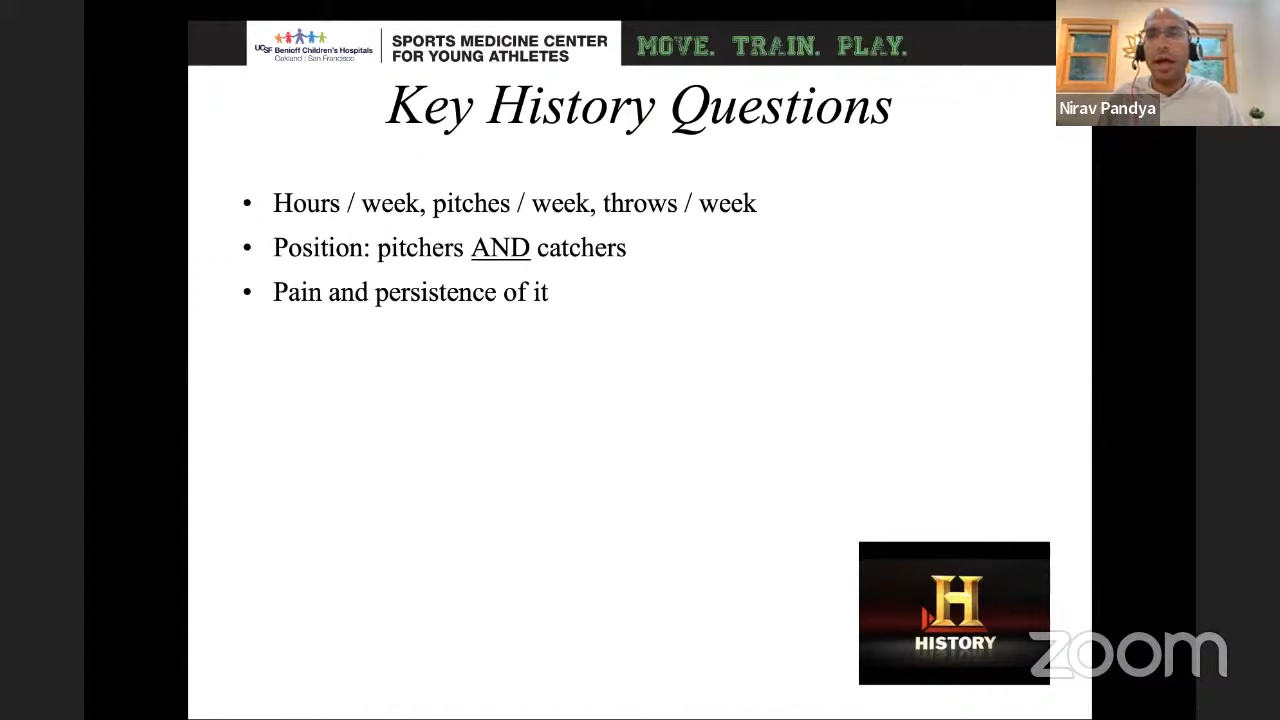 UCSF Benioff Children's Hospitals
Oakland | San Francisco
SPORTS MEDICINE CENTER
FOR YOUNG ATHLETES
MOVE. TRAIN. PLAY.
Nirav Pandya
Key History Questions
• Hours / week, pitches / week, throws / week
• Position: pitchers AND catchers
• Pain and persistence of it
H
HISTORY
zoom